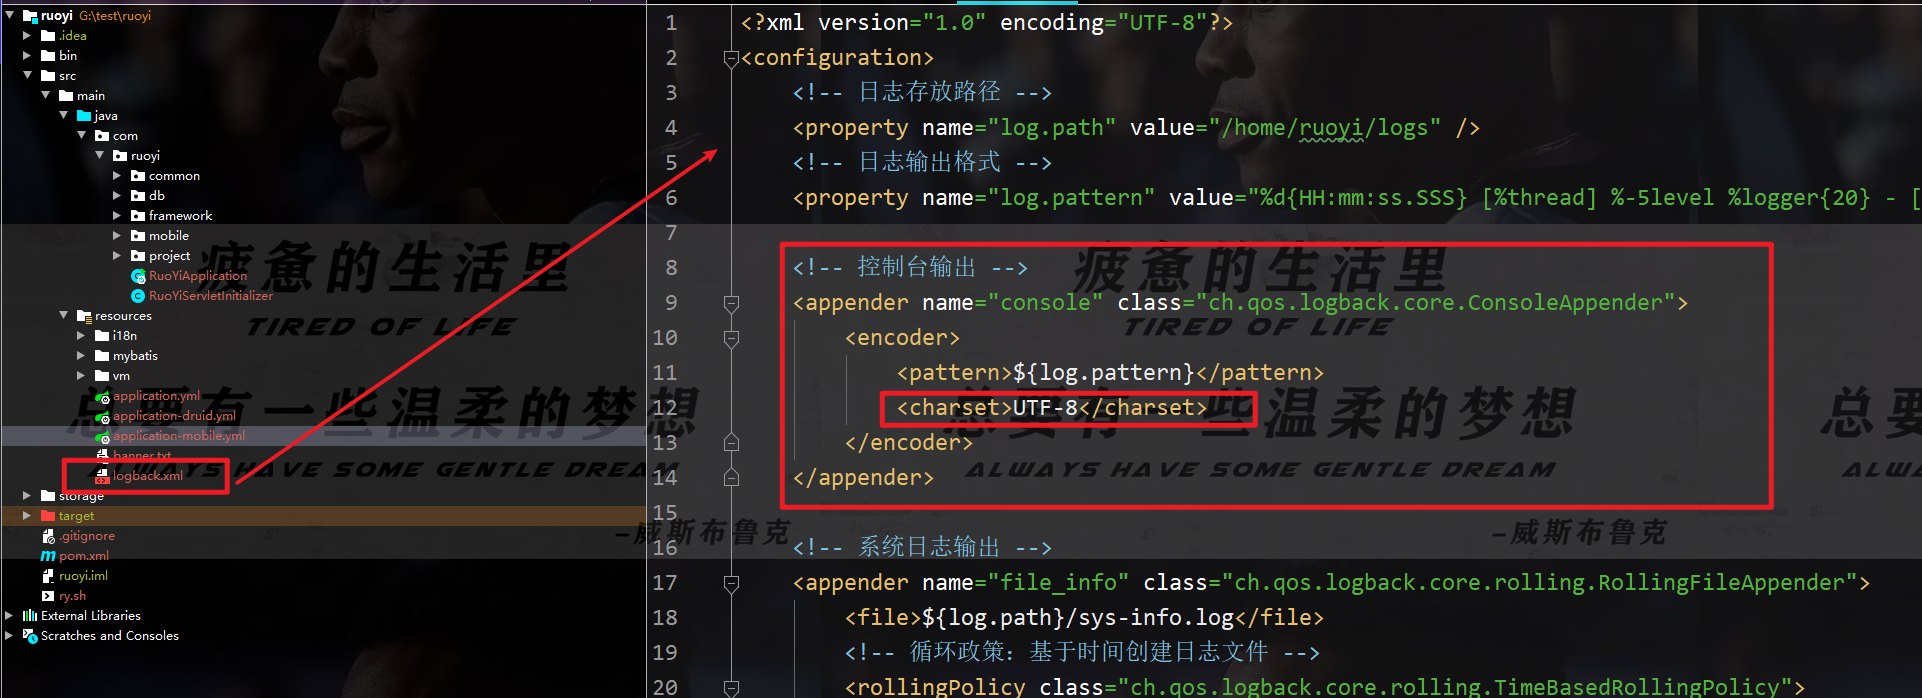 ruoyi G:\test\ruoyi
.idea
bin
src
main
java
com
ruoyi
common
db
framework
mobile
project
RuoYiApplication
RuoYiServletInitializer
resources
i18n
mybatis
vm
application.yml
application-druid.yml
application-mobile.yml
banner.txt
logback.xml
storage
target
.gitignore
pom.xml
ruoyi.iml
ry.sh
External Libraries
Scratches and Consoles
疲惫的生活里
TIRED OF LIFE
总要有一些温柔的梦想
ALWAYS HAVE SOME GENTLE DREAM
-威斯布鲁克
1 <?xml version="1.0" encoding="UTF-8"?>
2 <configuration>
3 <!-- 日志存放路径 -->
4 <property name="log.path" value="/home/ruoyi/logs" />
5 <!-- 日志输出格式 -->
6 <property name="log.pattern" value="%d{HH:mm:ss.SSS} [%thread] %-5level %logger{20} - [
7
8 <!-- 控制台输出 -->
9 <appender name="console" class="ch.qos.logback.core.ConsoleAppender">
10 <encoder>
11 <pattern>${log.pattern}</pattern>
12 <charset>UTF-8</charset>
13 </encoder>
14 </appender>
15
16 <!-- 系统日志输出 -->
17 <appender name="file_info" class="ch.qos.logback.core.rolling.RollingFileAppender">
18 <file>${log.path}/sys-info.log</file>
19 <!-- 循环政策：基于时间创建日志文件 -->
20 <rollingPolicy class="ch.qos.logback.core.rolling.TimeBasedRollingPolicy">
疲惫的生活里
TIRED OF LIFE
总要有一些温柔的梦想
ALWAYS HAVE SOME GENTLE DREAM
-威斯布鲁克
总要
ALWA